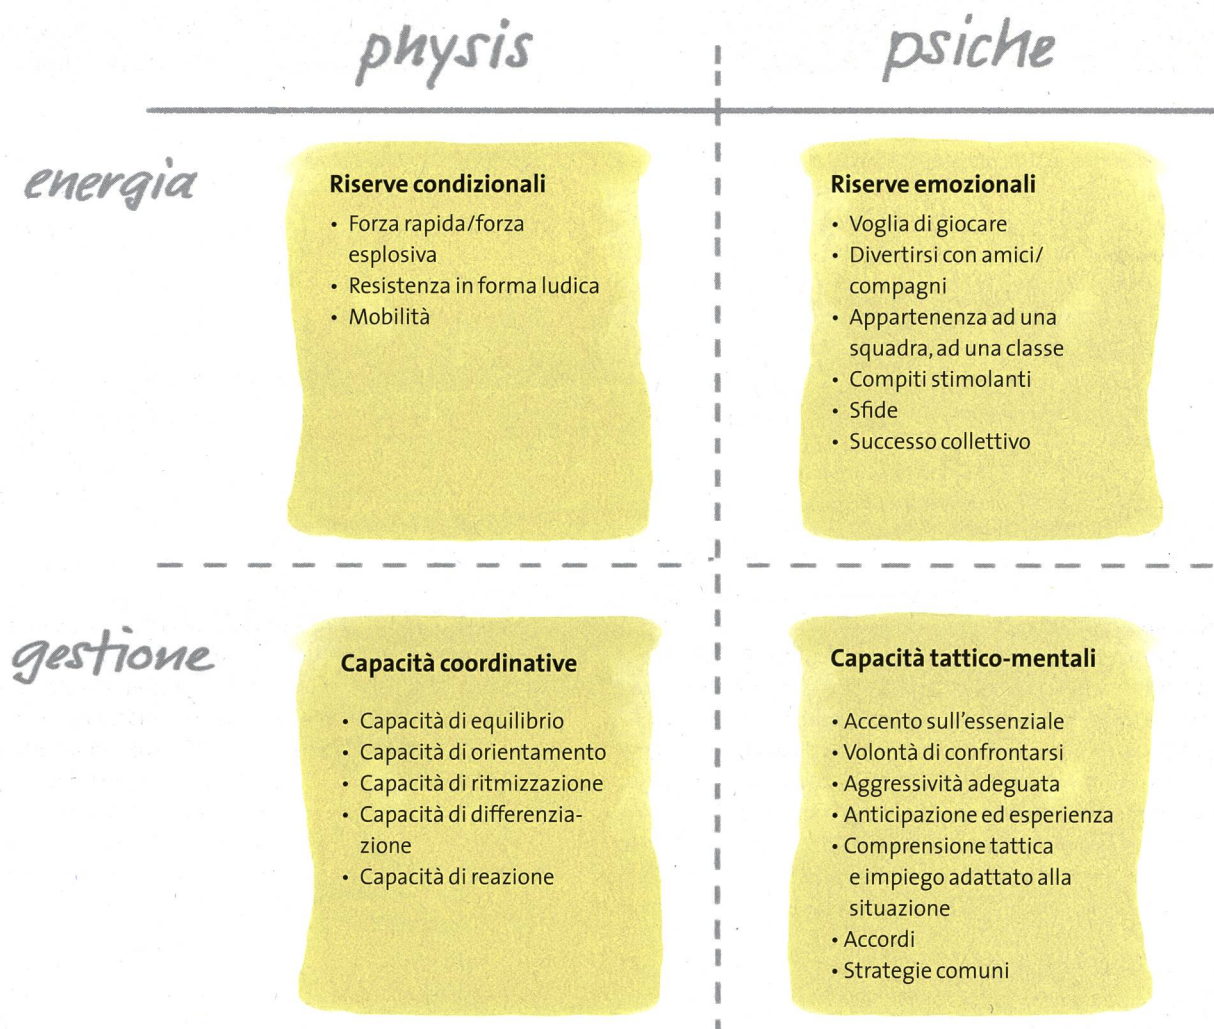 physis
psiche
energia
Riserve condizionali
• Forza rapida/forza
esplosiva
• Resistenza in forma ludica
• Mobilità
Riserve emozionali
• Voglia di giocare
• Divertirsi con amici/
compagni
• Appartenenza ad una
squadra, ad una classe
• Compiti stimolanti
• Sfide
• Successo collettivo
gestione
Capacità coordinative
• Capacità di equilibrio
• Capacità di orientamento
• Capacità di ritmizzazione
• Capacità di differenzia-
zione
• Capacità di reazione
Capacità tattico-mentali
• Accento sull'essenziale
• Volontà di confrontarsi
• Aggressività adeguata
• Anticipazione ed esperienza
• Comprensione tattica
e impiego adattato alla
situazione
• Accordi
• Strategie comuni